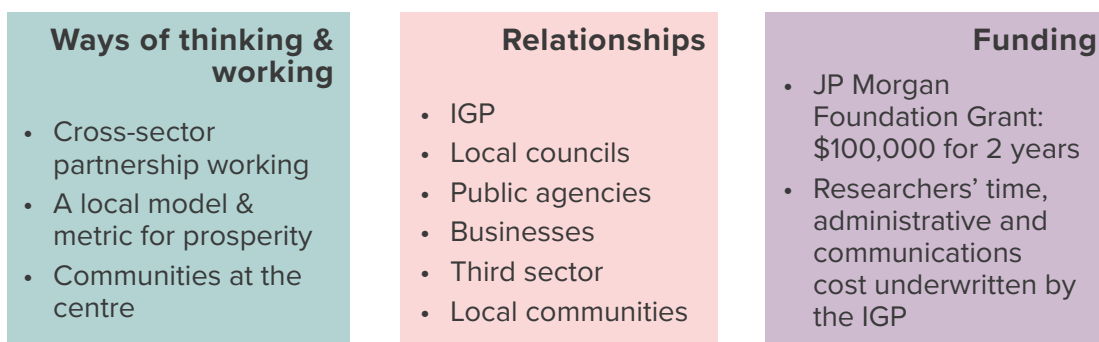 Ways of thinking &
working
• Cross-sector
partnership working
• A local model &
metric for prosperity
• Communities at the
centre
Relationships
• IGP
• Local councils
• Public agencies
• Businesses
• Third sector
• Local communities
Funding
• JP Morgan
Foundation Grant:
$100,000 for 2 years
• Researchers’ time,
administrative and
communications
cost underwritten by
the IGP